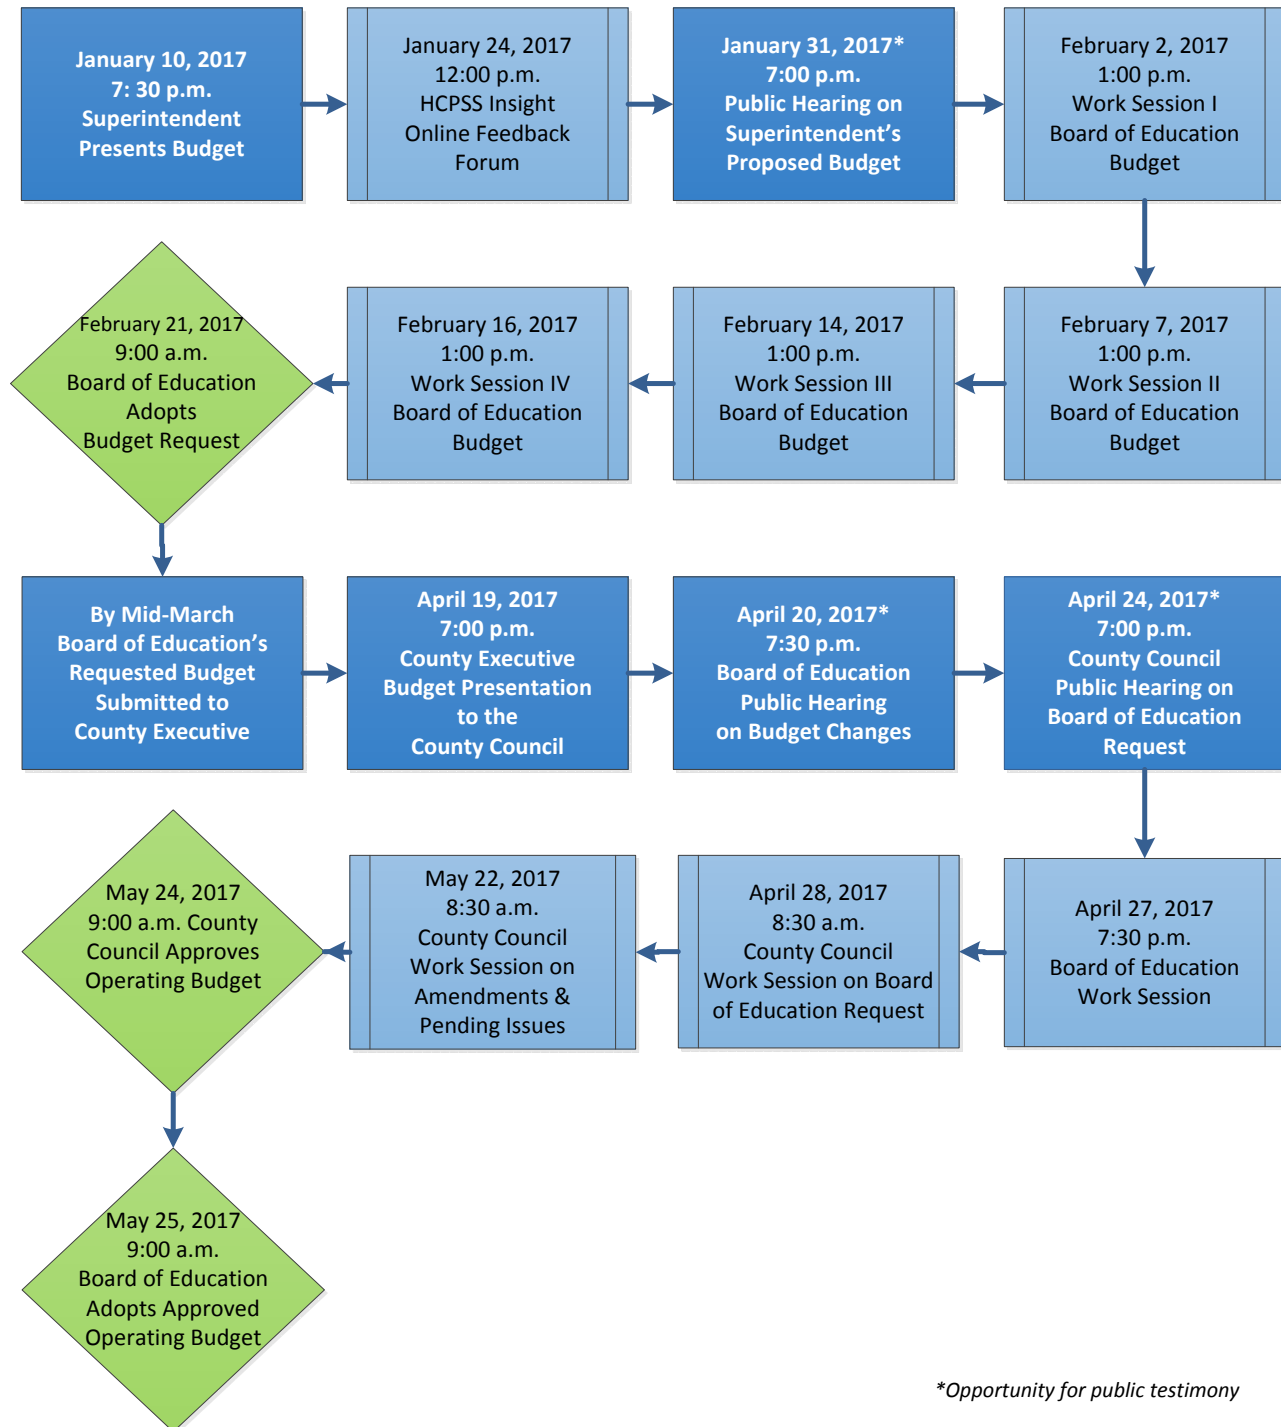 January 10, 2017
7: 30 p.m.
Superintendent
Presents Budget
January 24, 2017
12:00 p.m.
HCPSS Insight
Online Feedback
Forum
January 31, 2017*
7:00 p.m.
Public Hearing on
Superintendent’s
Proposed Budget
February 2, 2017
1:00 p.m.
Work Session I
Board of Education
Budget
February 7, 2017
1:00 p.m.
Work Session II
Board of Education
Budget
February 14, 2017
1:00 p.m.
Work Session III
Board of Education
Budget
February 16, 2017
1:00 p.m.
Work Session IV
Board of Education
Budget
February 21, 2017
9:00 a.m.
Board of Education
Adopts
Budget Request
By Mid-March
Board of Education’s
Requested Budget
Submitted to
County Executive
April 19, 2017
7:00 p.m.
County Executive
Budget Presentation
to the
County Council
April 20, 2017*
7:30 p.m.
Board of Education
Public Hearing
on Budget Changes
April 24, 2017*
7:00 p.m.
County Council
Public Hearing on
Board of Education
Request
April 27, 2017
7:30 p.m.
Board of Education
Work Session
April 28, 2017
8:30 a.m.
County Council
Work Session on Board
of Education Request
May 22, 2017
8:30 a.m.
County Council
Work Session on
Amendments &
Pending Issues
May 24, 2017
9:00 a.m. County
Council Approves
Operating Budget
May 25, 2017
9:00 a.m.
Board of Education
Adopts Approved
Operating Budget
*Opportunity for public testimony